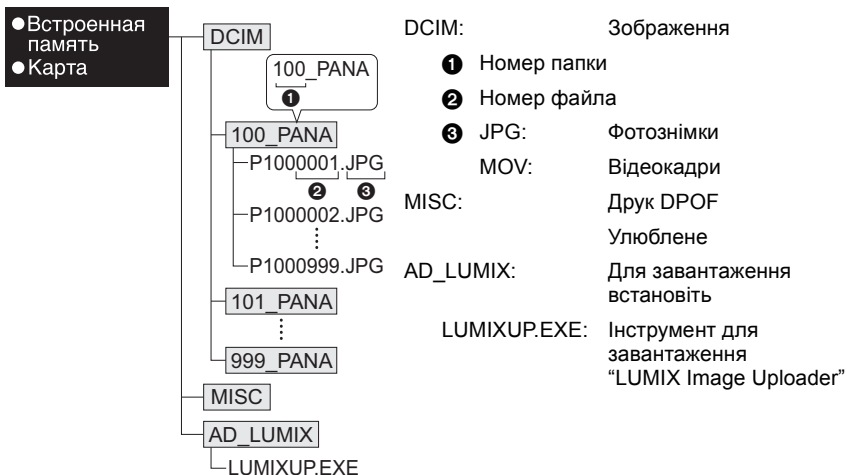 ●Встроенная
память
●Карта
DCIM
100_PANA
❶
100_PANA
P1000001.JPG
❷ ❸
P1000002.JPG
P1000999.JPG
101_PANA
999_PANA
MISC
AD_LUMIX
LUMIXUP.EXE
DCIM: Зображення
❶ Номер папки
❷ Номер файла
❸ JPG: Фотознімки
MOV: Відеокадри
MISC: Друк DPOF
Улюблене
AD_LUMIX: Для завантаження
встановіть
LUMIXUP.EXE: Інструмент для
завантаження
“LUMIX Image Uploader”